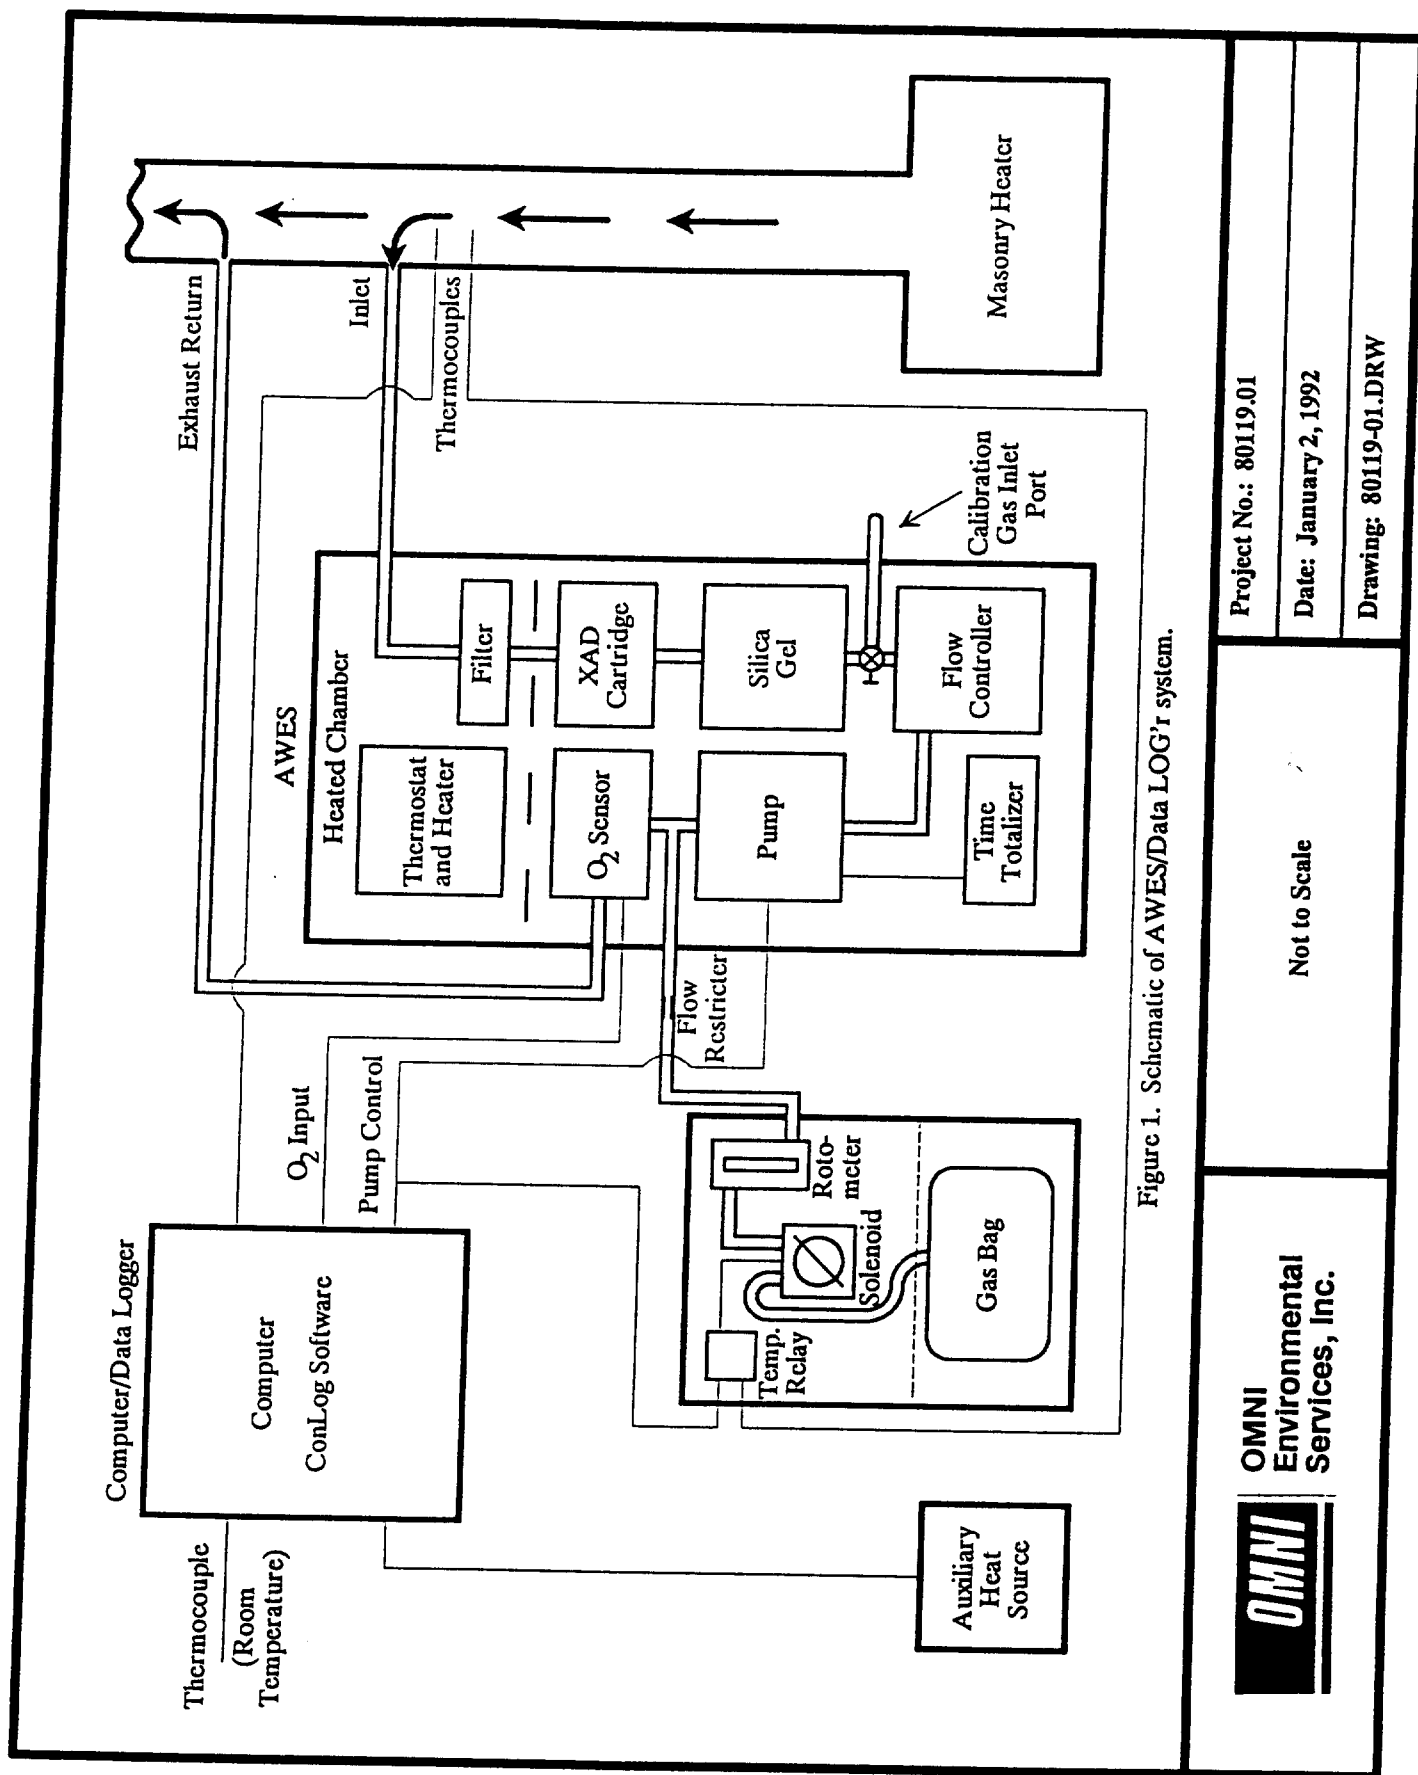 Computer/Data Logger
Thermocouple
(Room
Temperature)
Computer
ConLog Software
O2 Input
Pump Control
Exhaust Return
Inlet
Thermocouples
AWES
Heated Chamber
Thermostat
and Heater
Filter
O2 Sensor
XAD
Cartridge
Pump
Silica
Gel
Time
Totalizer
Flow
Controller
Calibration
Gas Inlet
Port
Flow
Restricter
Roto-
meter
Solenoid
Temp.
Relay
Gas Bag
Auxiliary
Heat
Source
Masonry Heater
Figure 1. Schematic of AWES/Data LOG'r system.
OMNI
OMNI
Environmental
Services, Inc.
Not to Scale
Project No.: 80119.01
Date: January 2, 1992
Drawing: 80119-01.DRW